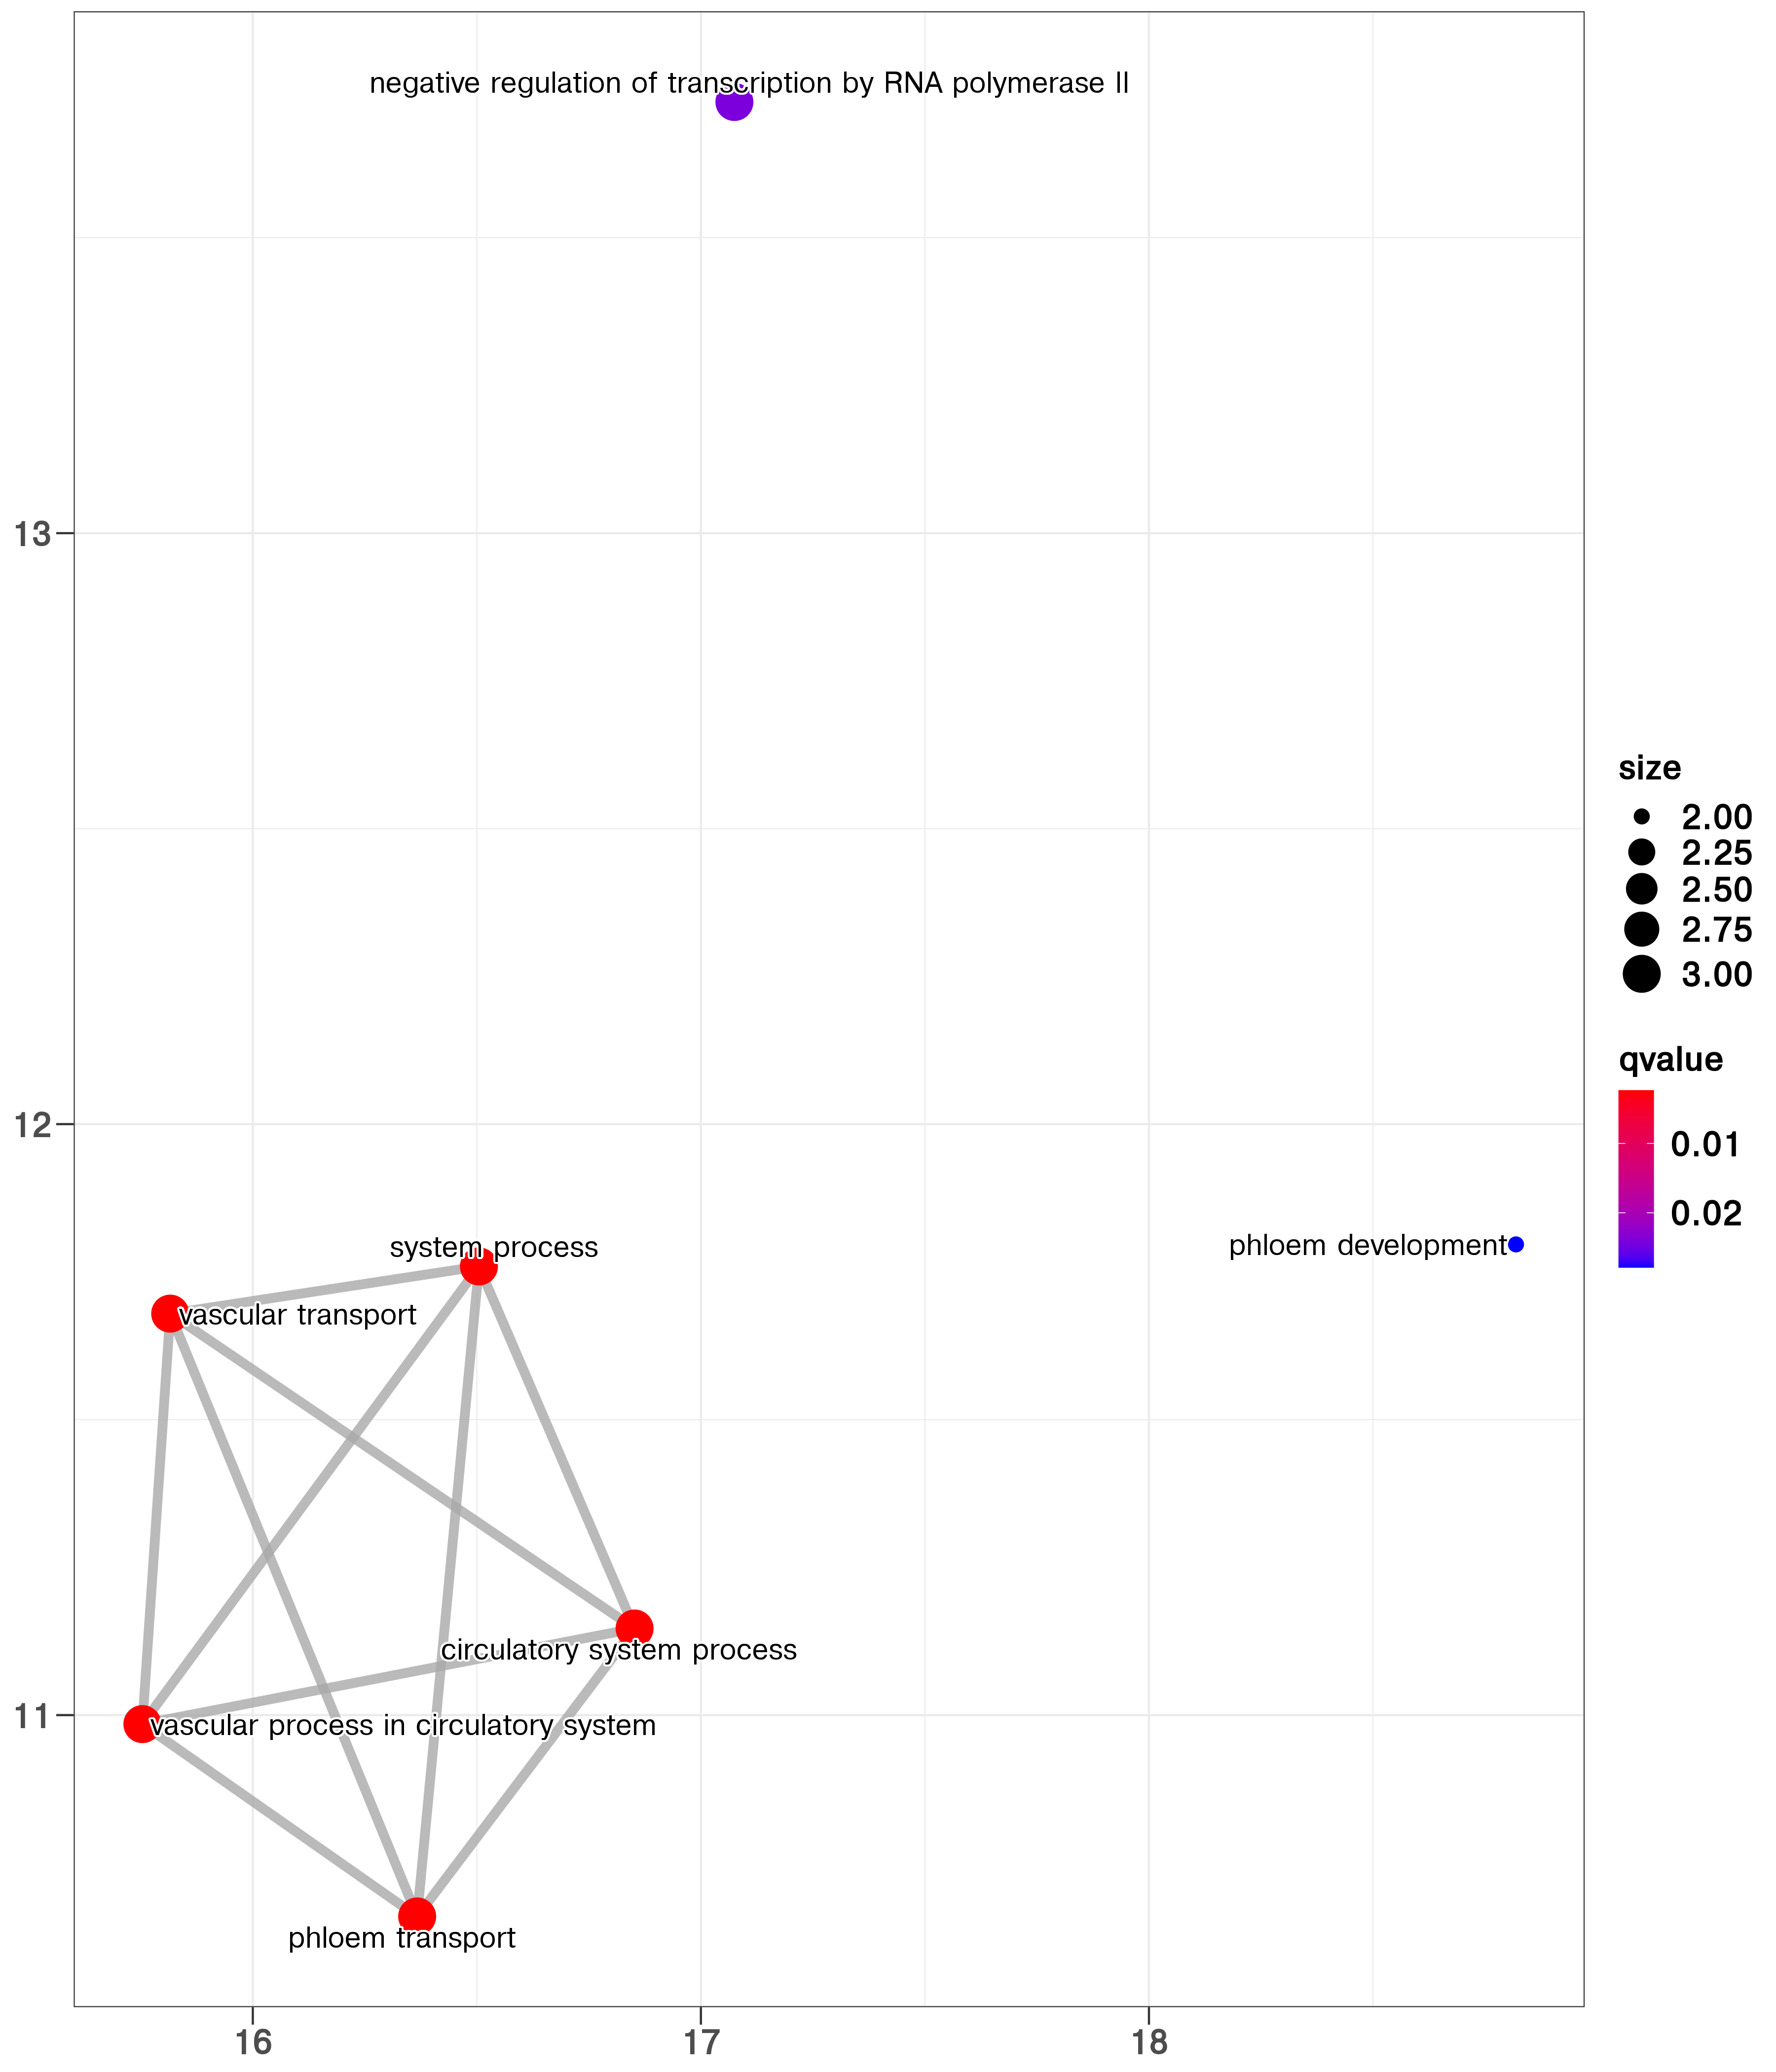 negative regulation of transcription by RNA polymerase II
13
12
11
system process
vascular transport
phloem development
circulatory system process
vascular process in circulatory system
phloem transport
16
17
18
size
2.00
2.25
2.50
2.75
3.00
qvalue
0.01
0.02